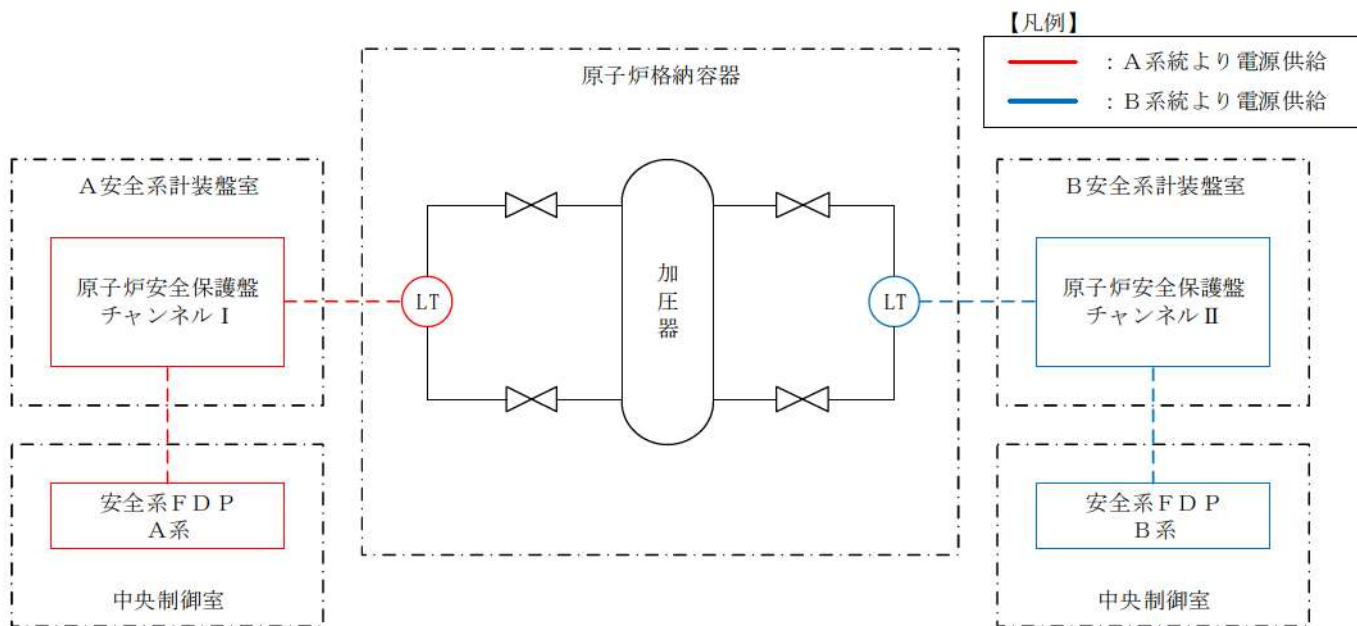 【凡例】
：A系統より電源供給
：B系統より電源供給
原子炉格納容器
A安全系計装盤室
原子炉安全保護盤
チャンネルⅠ
LT
加
圧
器
LT
B安全系計装盤室
原子炉安全保護盤
チャンネルⅡ
安全系ＦＤＰ
A系
中央制御室
安全系ＦＤＰ
B系
中央制御室